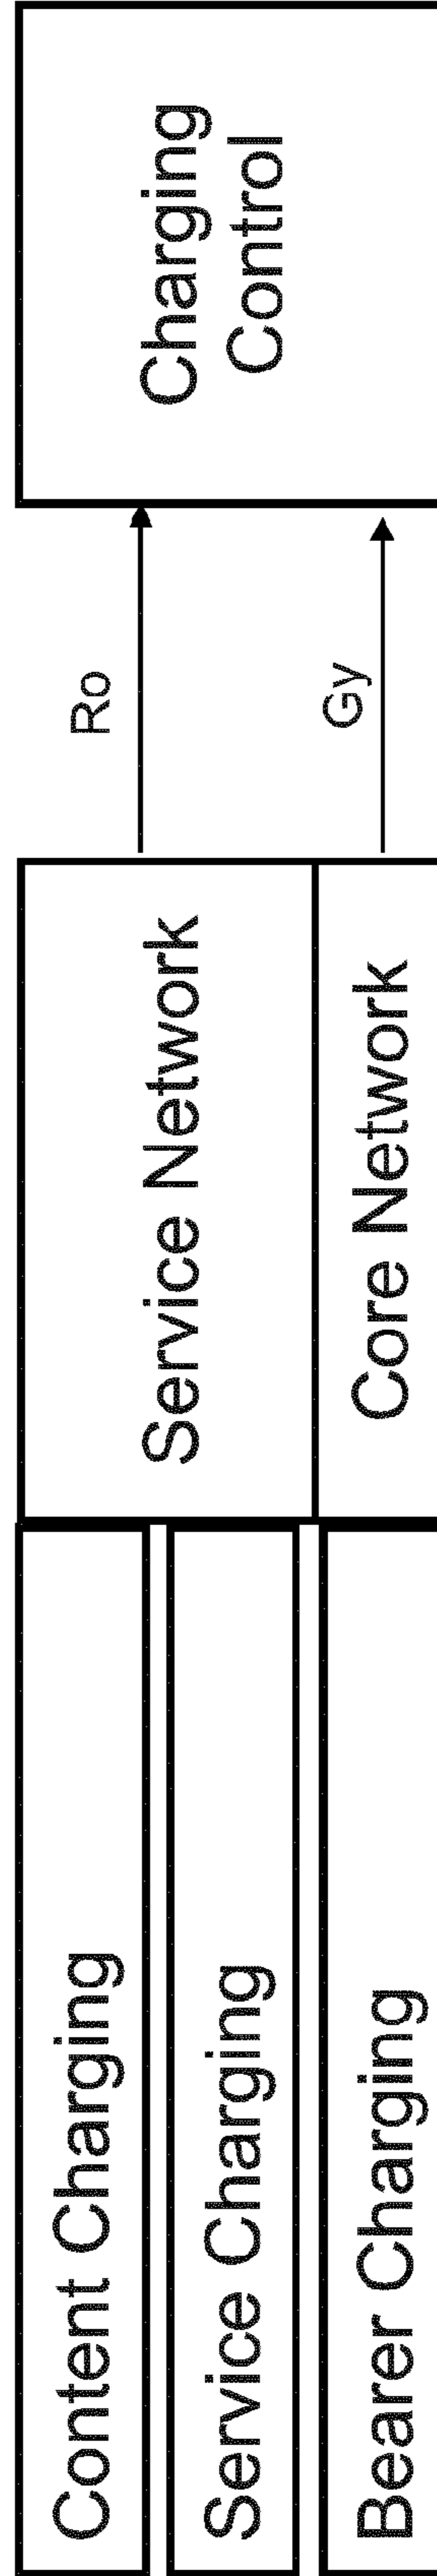 Content Charging
Service Charging
Bearer Charging
Service Network
Core Network
Ro
Gy
Charging
Control